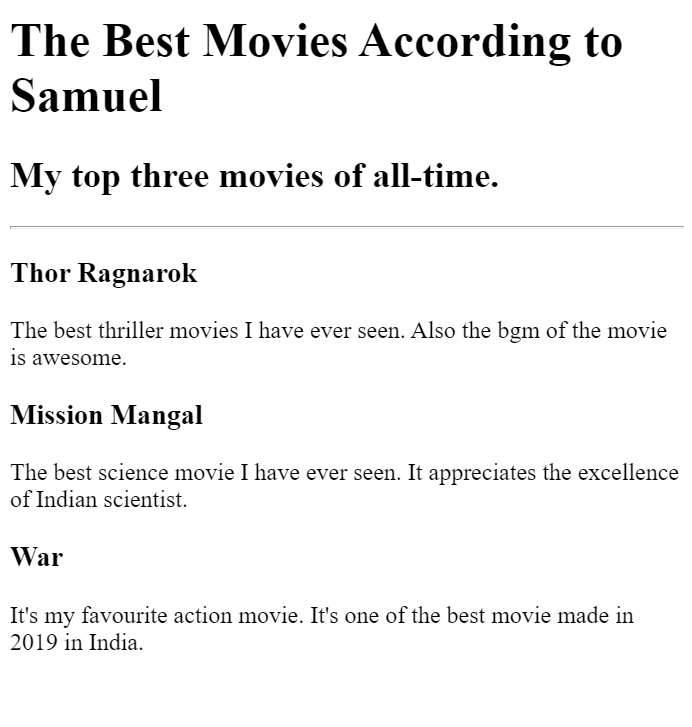 The Best Movies According to
Samuel
My top three movies of all-time.
Thor Ragnarok
The best thriller movies I have ever seen. Also the bgm of the movie
is awesome.
Mission Mangal
The best science movie I have ever seen. It appreciates the excellence
of Indian scientist.
War
It's my favourite action movie. It's one of the best movie made in
2019 in India.